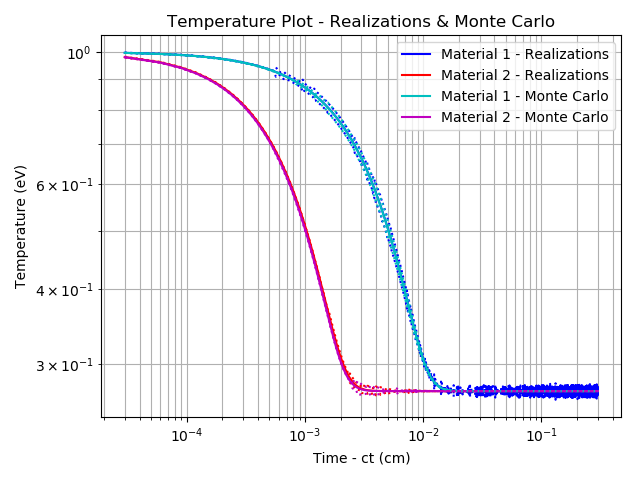 Temperature Plot - Realizations & Monte Carlo
Material 1 - Realizations
Material 2 - Realizations
Material 1 - Monte Carlo
Material 2 - Monte Carlo
Temperature (eV)
10⁰
6 × 10⁻¹
4 × 10⁻¹
3 × 10⁻¹
10⁻⁴ 10⁻³ 10⁻² 10⁻¹
Time - ct (cm)